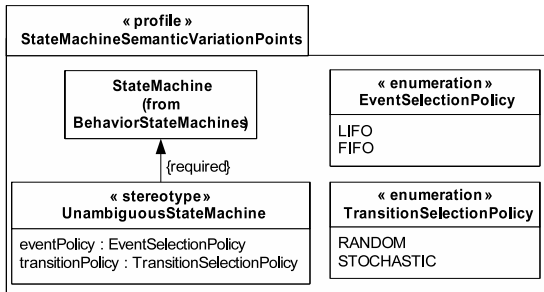 « profile »
StateMachineSemanticVariationPoints
StateMachine
(from
BehaviorStateMachines)
{required}
« stereotype»
UnambiguousStateMachine
eventPolicy : EventSelectionPolicy
transitionPolicy : TransitionSelectionPolicy
« enumeration»
EventSelectionPolicy
LIFO
FIFO
« enumeration»
TransitionSelectionPolicy
RANDOM
STOCHASTIC